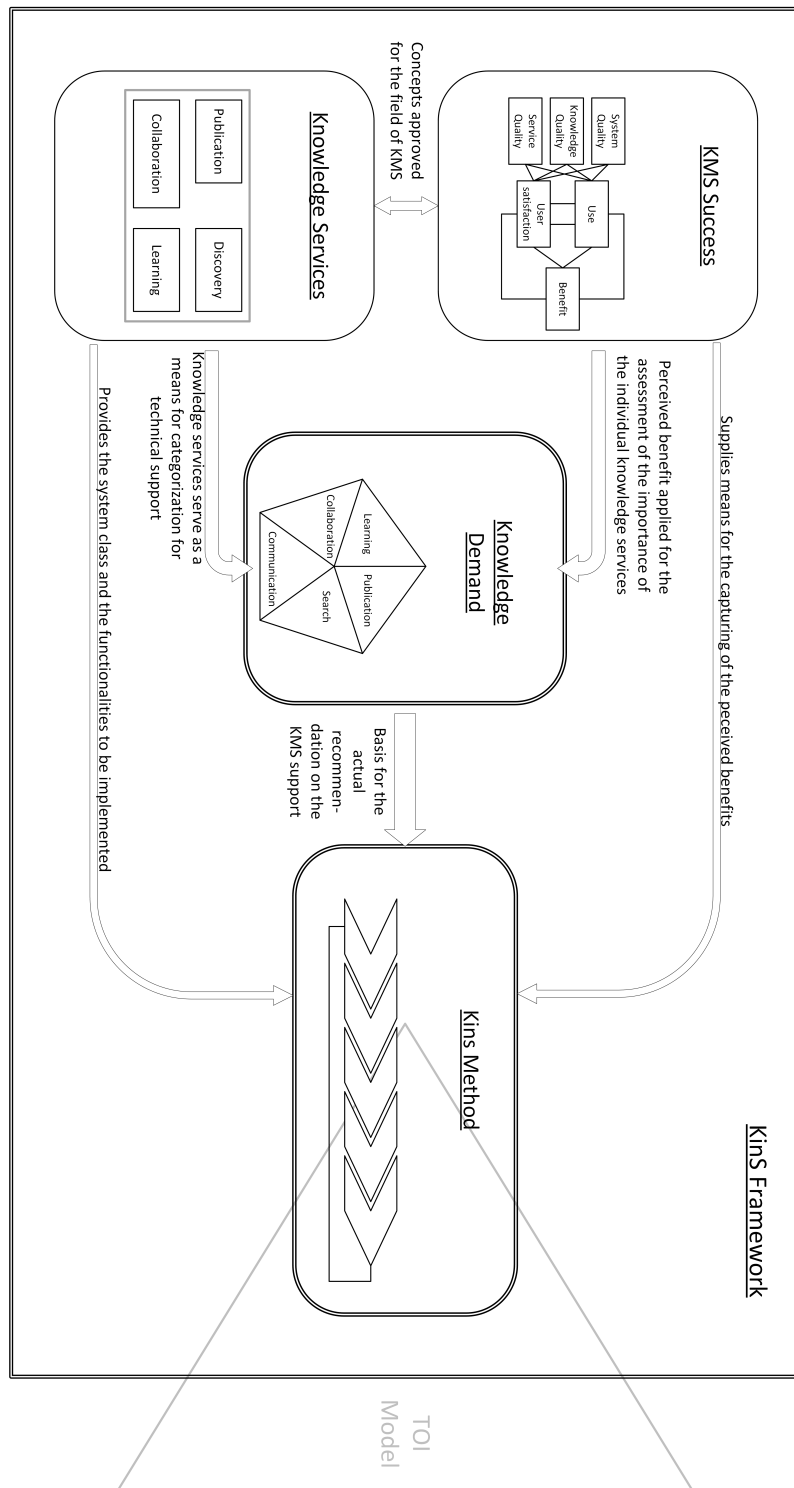 KinS Framework
KMS Success
System
Quality
Knowledge
Quality
Service
Quality
Use
User
satisfaction
Benefit
Supplies means for the capturing of the peceived benefits
Perceived benefit applied for the
assessment of the importance of
the individual knowledge services
Concepts approved
for the field of KMS
Knowledge Services
Publication
Discovery
Collaboration
Learning
Knowledge services serve as a
means for categorization for
technical support
Provides the system class and the functionalities to be implemented
Knowledge
Demand
Learning
Publication
Collaboration
Search
Communication
Basis for the
actual
recommen-
dation on the
KMS support
Kins Method
TOI
Model